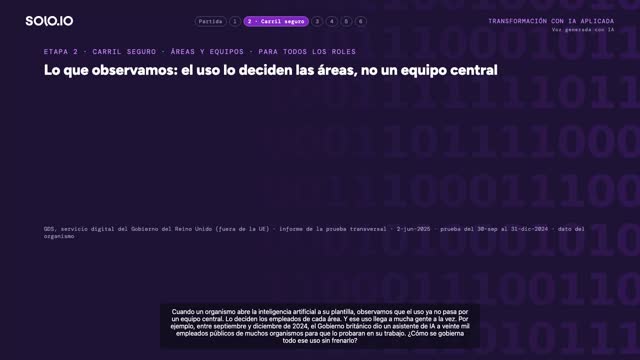 SOLO.IO
Partida 1 2 · Carril seguro 3 4 5 6
TRANSFORMACIÓN CON IA APLICADA
Voz generada con IA
ETAPA 2 · CARRIL SEGURO · ÁREAS Y EQUIPOS · PARA TODOS LOS ROLES
Lo que observamos: el uso lo deciden las áreas, no un equipo central
GDS, servicio digital del Gobierno del Reino Unido (fuera de la UE) · informe de la prueba transversal · 2-jun-2025 · prueba del 30-sep al 31-dic-2024 · dato del
organismo
Cuando un organismo abre la inteligencia artificial a su plantilla, observamos que el uso ya no pasa por
un equipo central. Lo deciden los empleados de cada área. Y ese uso llega a mucha gente a la vez. Por
ejemplo, entre septiembre y diciembre de 2024, el Gobierno británico dio un asistente de IA a veinte mil
empleados públicos de muchos organismos para que lo probaran en su trabajo. ¿Cómo se gobierna
todo ese uso sin frenarlo?